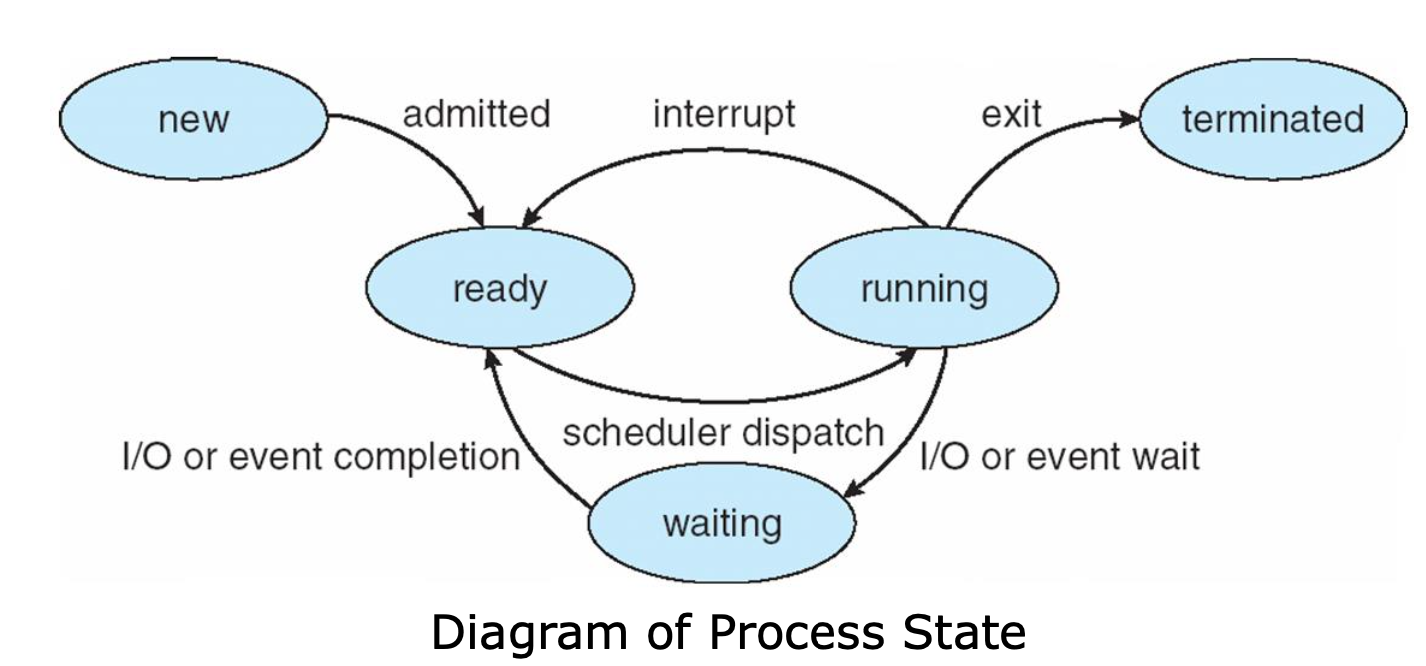 new
admitted
interrupt
exit
terminated
ready
running
scheduler dispatch
I/O or event completion
I/O or event wait
waiting
Diagram of Process State